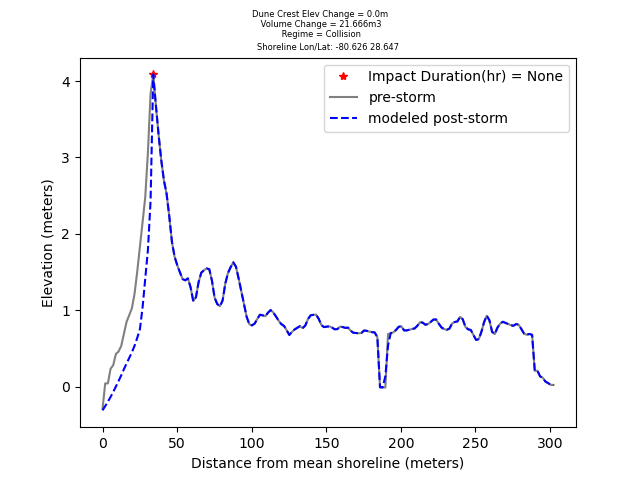 Dune Crest Elev Change = 0.0m
Volume Change = 21.666m3
Regime = Collision
Shoreline Lon/Lat: -80.626 28.647
Impact Duration(hr) = None
pre-storm
modeled post-storm
Elevation (meters)
4
3
2
1
0
0 50 100 150 200 250 300
Distance from mean shoreline (meters)